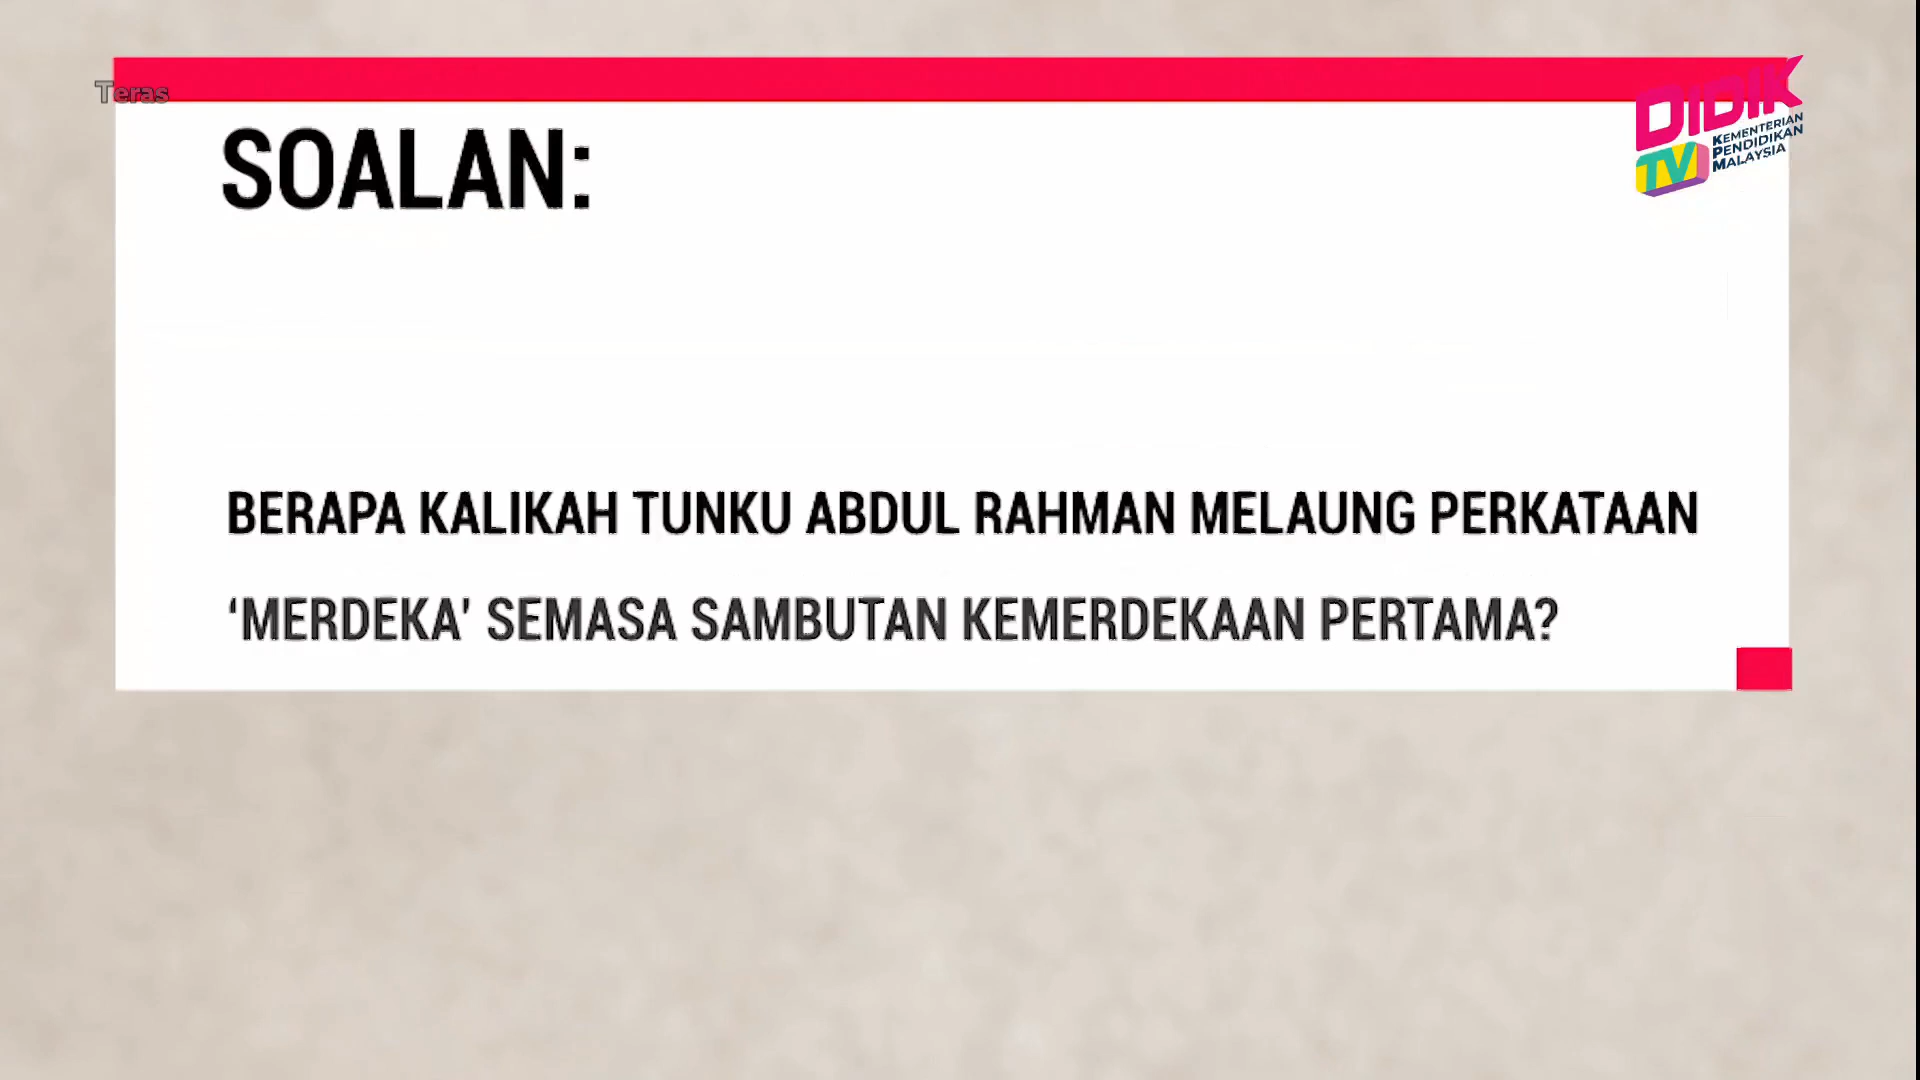 Teras
DIDIK
TV
KEMENTERIAN
PENDIDIKAN
MALAYSIA
SOALAN:
BERAPA KALIKAH TUNKU ABDUL RAHMAN MELAUNG PERKATAAN
‘MERDEKA’ SEMASA SAMBUTAN KEMERDEKAAN PERTAMA?